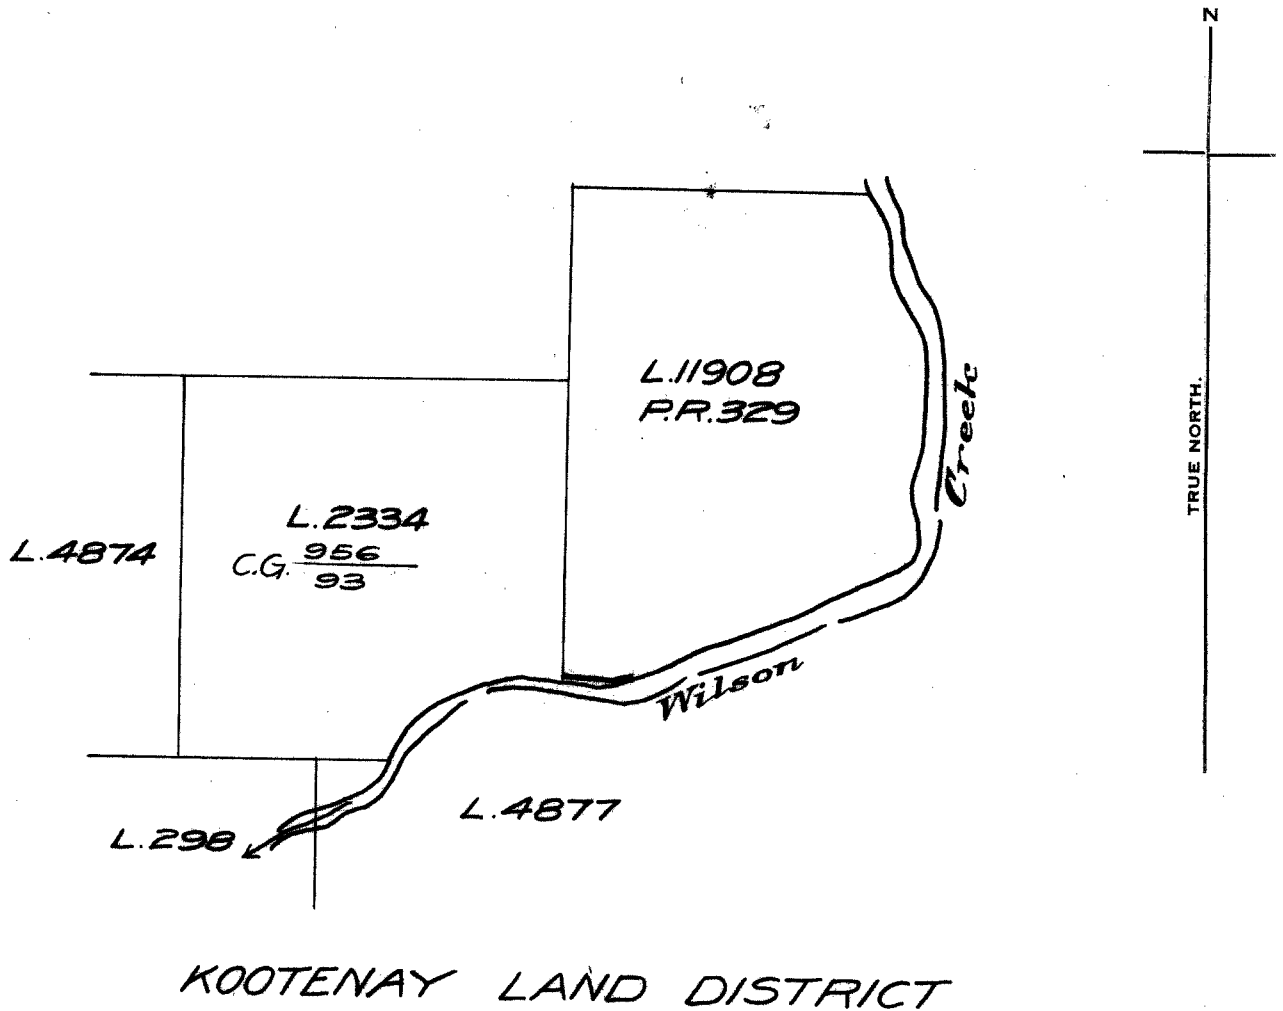 N
TRUE NORTH.
L.11908
P.R.329
Creek
L.2334
C.G. 956
93
L.4874
Wilson
L.4877
L.298
KOOTENAY LAND DISTRICT